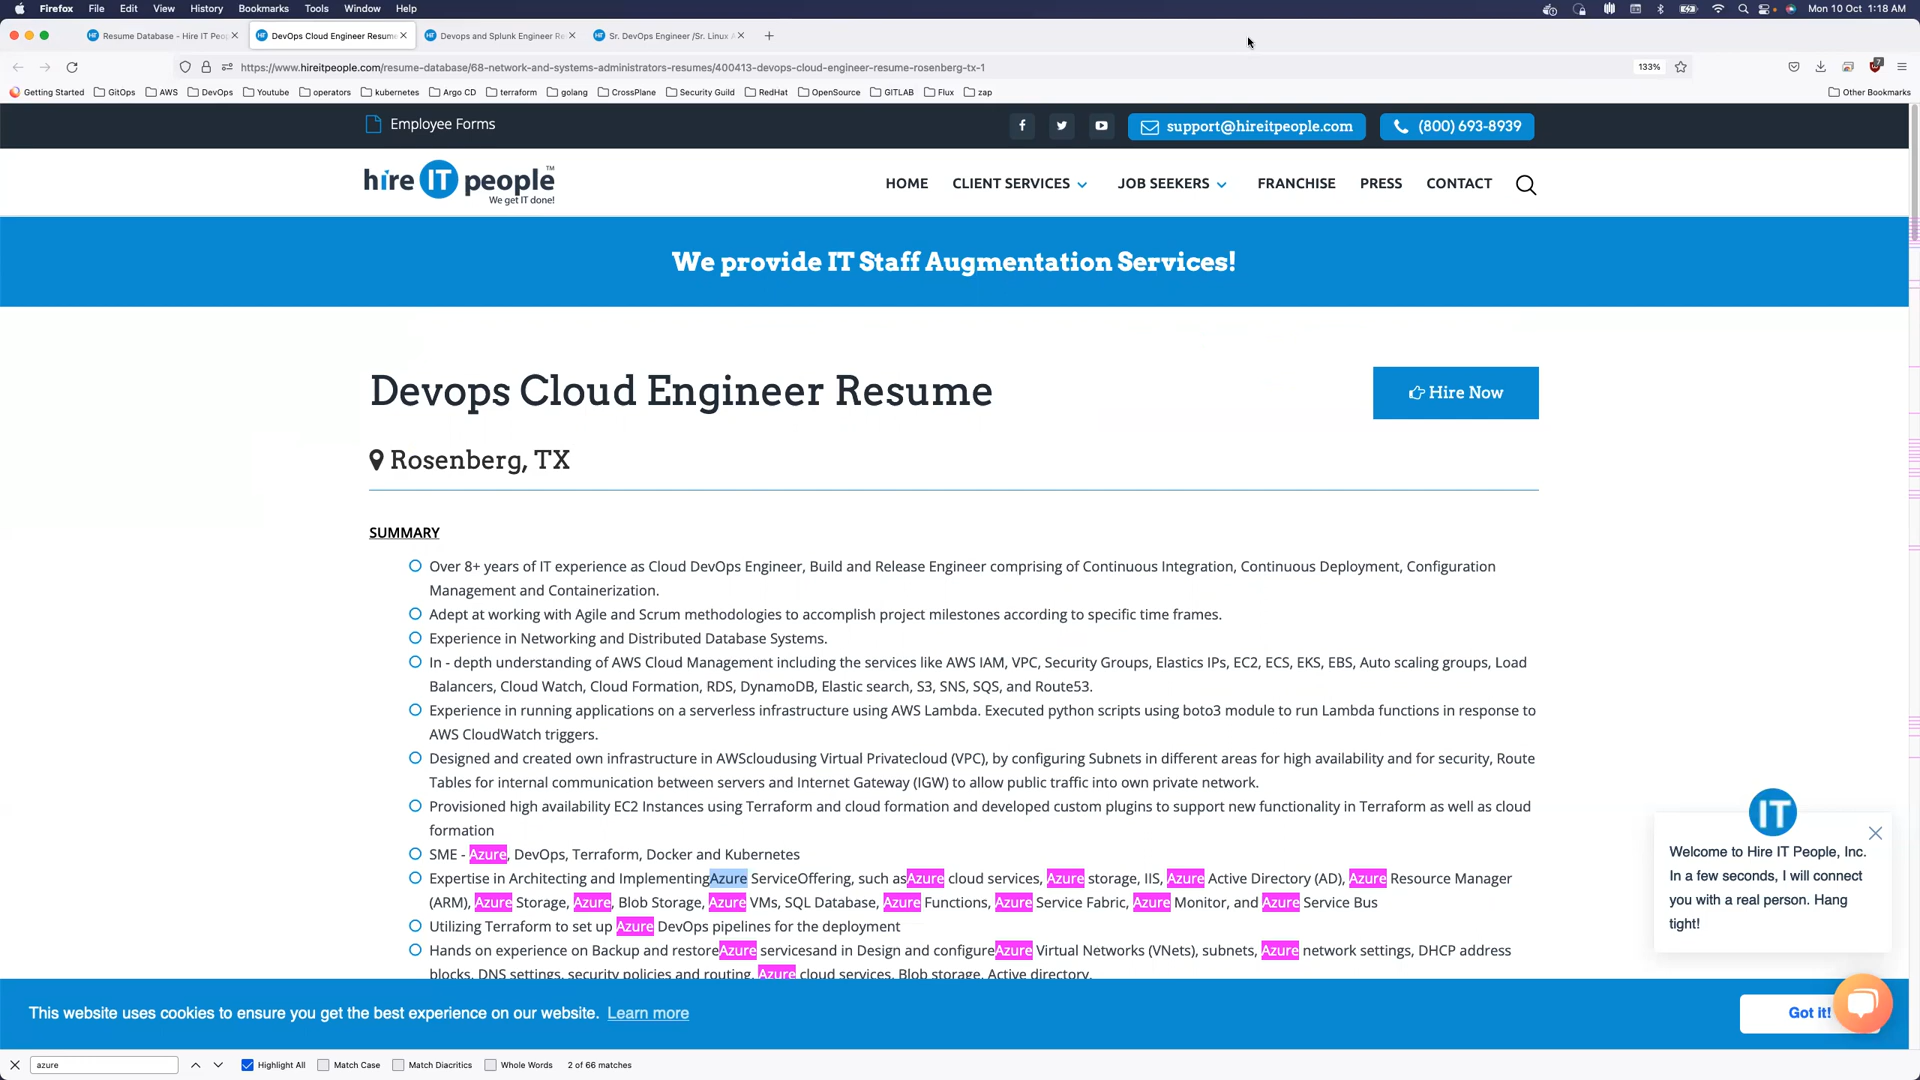 Firefox File Edit View History Bookmarks Tools Window Help Mon 10 Oct 1:18 AM
Resume Database - Hire IT Peo DevOps Cloud Engineer Resume Devops and Splunk Engineer Re Sr. DevOps Engineer /Sr. Linux A
https://www.hireitpeople.com/resume-database/68-network-and-systems-administrators-resumes/400413-devops-cloud-engineer-resume-rosenberg-tx-1 133%
Getting Started GitOps AWS DevOps Youtube operators kubernetes Argo CD terraform golang CrossPlane Security Guild RedHat OpenSource GITLAB Flux zap Other Bookmarks
Employee Forms support@hireitpeople.com (800) 693-8939
hire IT people™
We get IT done!
HOME CLIENT SERVICES JOB SEEKERS FRANCHISE PRESS CONTACT
We provide IT Staff Augmentation Services!
Devops Cloud Engineer Resume
Hire Now
Rosenberg, TX
SUMMARY
Over 8+ years of IT experience as Cloud DevOps Engineer, Build and Release Engineer comprising of Continuous Integration, Continuous Deployment, Configuration
Management and Containerization.
Adept at working with Agile and Scrum methodologies to accomplish project milestones according to specific time frames.
Experience in Networking and Distributed Database Systems.
In - depth understanding of AWS Cloud Management including the services like AWS IAM, VPC, Security Groups, Elastics IPs, EC2, ECS, EKS, EBS, Auto scaling groups, Load
Balancers, Cloud Watch, Cloud Formation, RDS, DynamoDB, Elastic search, S3, SNS, SQS, and Route53.
Experience in running applications on a serverless infrastructure using AWS Lambda. Executed python scripts using boto3 module to run Lambda functions in response to
AWS CloudWatch triggers.
Designed and created own infrastructure in AWScloudusing Virtual Privatecloud (VPC), by configuring Subnets in different areas for high availability and for security, Route
Tables for internal communication between servers and Internet Gateway (IGW) to allow public traffic into own private network.
Provisioned high availability EC2 Instances using Terraform and cloud formation and developed custom plugins to support new functionality in Terraform as well as cloud
formation
SME - Azure, DevOps, Terraform, Docker and Kubernetes
Expertise in Architecting and ImplementingAzure ServiceOffering, such asAzure cloud services, Azure storage, IIS, Azure Active Directory (AD), Azure Resource Manager
(ARM), Azure Storage, Azure, Blob Storage, Azure VMs, SQL Database, Azure Functions, Azure Service Fabric, Azure Monitor, and Azure Service Bus
Utilizing Terraform to set up Azure DevOps pipelines for the deployment
Hands on experience on Backup and restoreAzure servicesand in Design and configureAzure Virtual Networks (VNets), subnets, Azure network settings, DHCP address
blocks, DNS settings, security policies and routing, Azure cloud services, Blob storage, Active directory.
IT
Welcome to Hire IT People, Inc.
In a few seconds, I will connect
you with a real person. Hang
tight!
This website uses cookies to ensure you get the best experience on our website. Learn more Got it!
azure Highlight All Match Case Match Diacritics Whole Words 2 of 66 matches